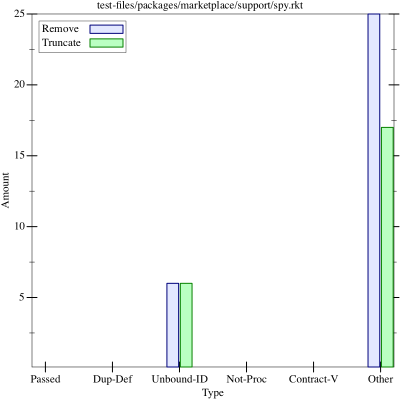 test-files/packages/marketplace/support/spy.rkt
Remove
Truncate
25
20
15
10
5
Amount
Passed Dup-Def Unbound-ID Not-Proc Contract-V Other
Type